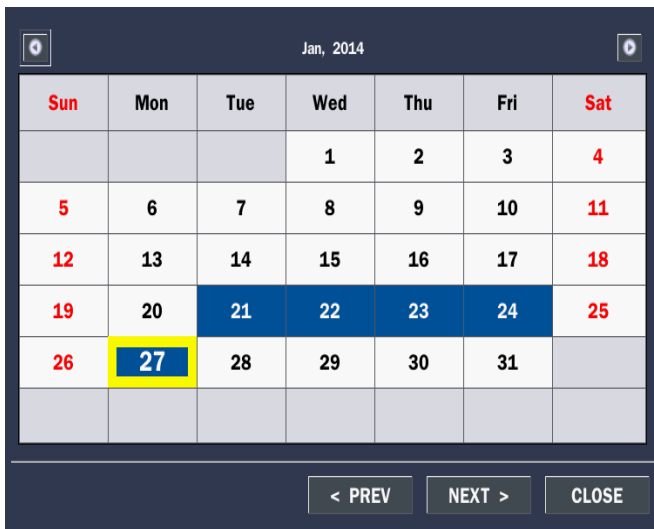 Jan, 2014
Sun Mon Tue Wed Thu Fri Sat
1 2 3 4
5 6 7 8 9 10 11
12 13 14 15 16 17 18
19 20 21 22 23 24 25
26 27 28 29 30 31
< PREV NEXT > CLOSE